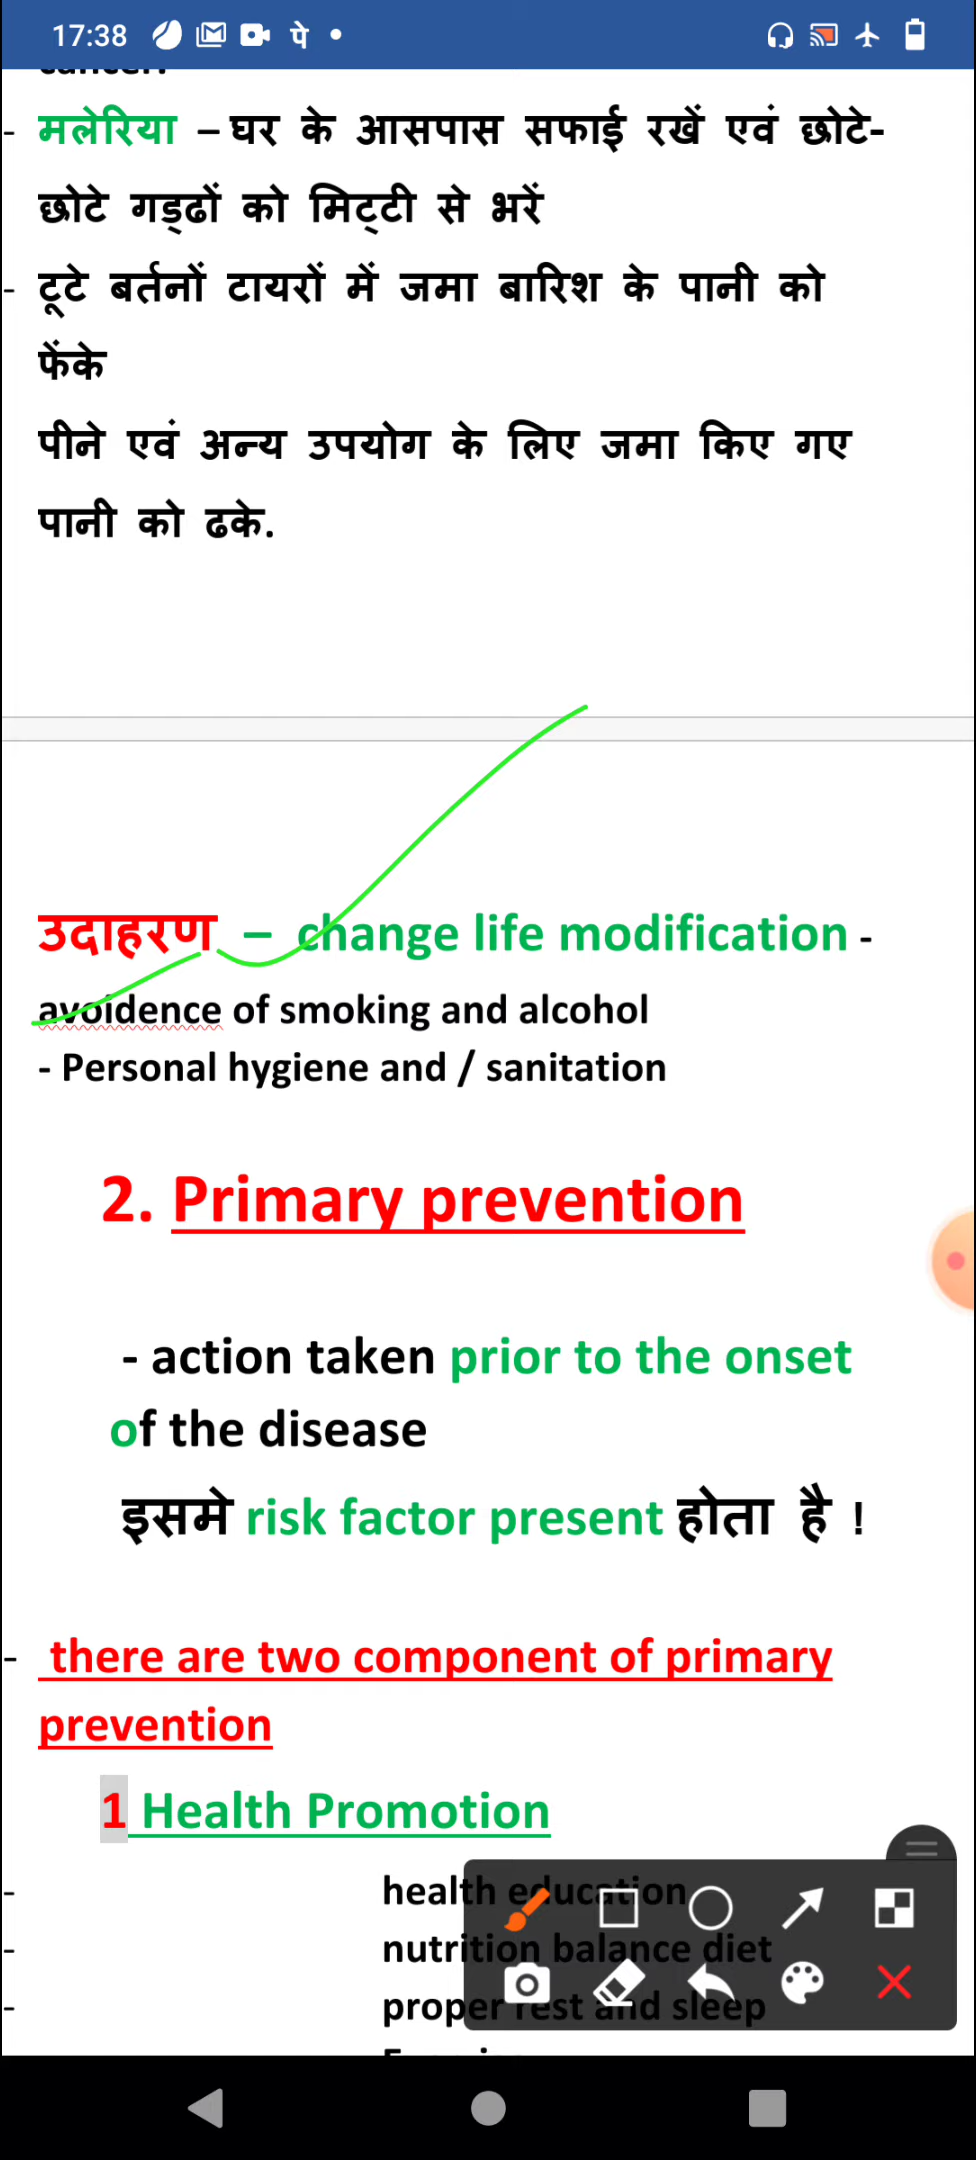 17:38 पे
cancer.
- मलेरिया – घर के आसपास सफाई रखें एवं छोटे-
छोटे गड्ढों को मिट्टी से भरें
- टूटे बर्तनों टायरों में जमा बारिश के पानी को
फेंके
पीने एवं अन्य उपयोग के लिए जमा किए गए
पानी को ढके.
उदाहरण – change life modification -
avoidence of smoking and alcohol
- Personal hygiene and / sanitation
2. Primary prevention
- action taken prior to the onset
of the disease
इसमे risk factor present होता है !
- there are two component of primary
prevention
1 Health Promotion
- health education
- nutrition balance diet
- proper rest and sleep